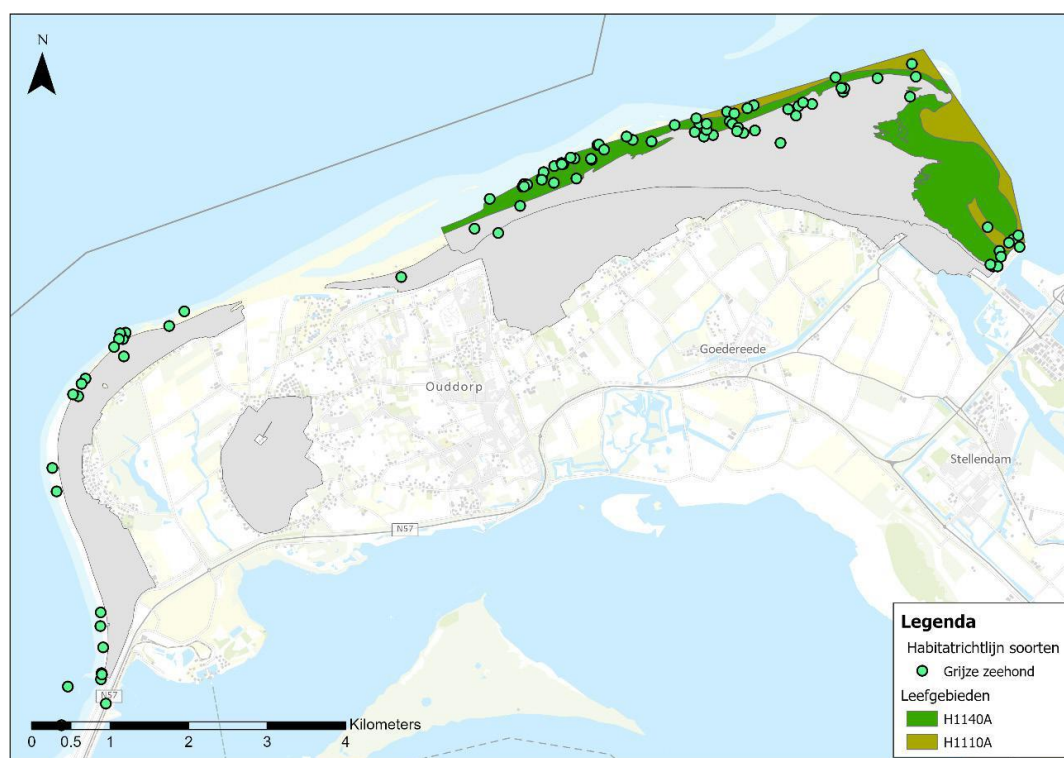 N
Goedereede
Ouddorp
Stellendam
N57
N57
Kilometers
0 0.5 1 2 3 4
Legenda
Habitatrichtlijn soorten
Grijze zeehond
Leefgebieden
H1140A
H1110A